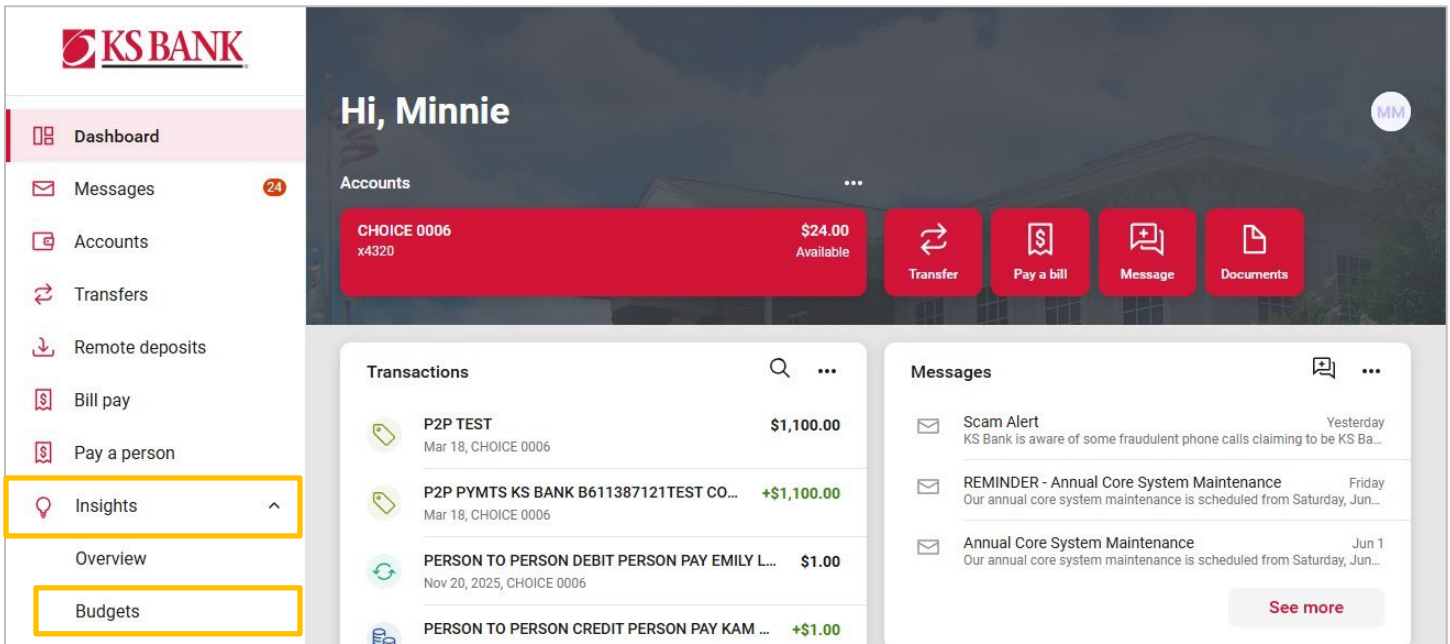 KS BANK
Dashboard
Messages
24
Accounts
Transfers
Remote deposits
Bill pay
Pay a person
Insights
Overview
Budgets
Hi, Minnie
MM
Accounts
...
CHOICE 0006
$24.00
x4320
Available
Transfer
Pay a bill
Message
Documents
Transactions
...
P2P TEST
$1,100.00
Mar 18, CHOICE 0006
P2P PYMTS KS BANK B611387121TEST CO...
+$1,100.00
Mar 18, CHOICE 0006
PERSON TO PERSON DEBIT PERSON PAY EMILY L...
$1.00
Nov 20, 2025, CHOICE 0006
PERSON TO PERSON CREDIT PERSON PAY KAM ...
+$1.00
Messages
...
Scam Alert
Yesterday
KS Bank is aware of some fraudulent phone calls claiming to be KS Ba...
REMINDER - Annual Core System Maintenance
Friday
Our annual core system maintenance is scheduled from Saturday, Jun...
Annual Core System Maintenance
Jun 1
Our annual core system maintenance is scheduled from Saturday, Jun...
See more